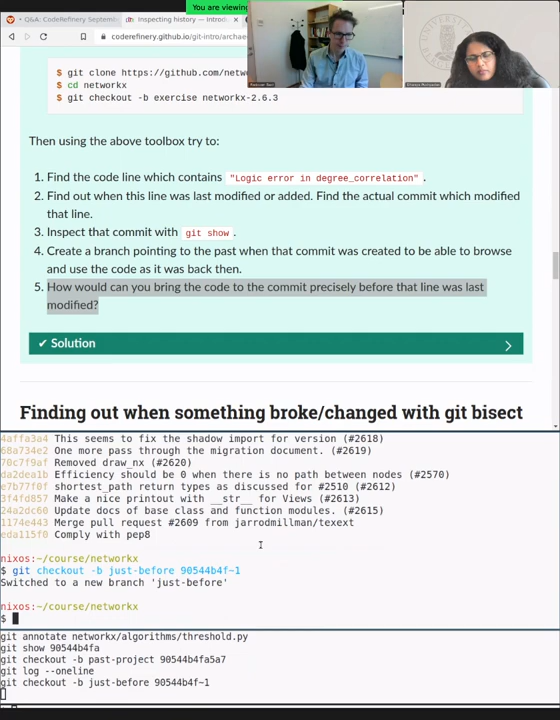 You are viewing
Q&A: CodeRefinery Septemb
Inspecting history — Introd
coderefinery.github.io/git-intro/archae
$ git clone https://github.com/netwo
$ cd networkx
$ git checkout -b exercise networkx-2.6.3
Then using the above toolbox try to:
1. Find the code line which contains "Logic error in degree_correlation".
2. Find out when this line was last modified or added. Find the actual commit which modified
that line.
3. Inspect that commit with git show.
4. Create a branch pointing to the past when that commit was created to be able to browse
and use the code as it was back then.
5. How would can you bring the code to the commit precisely before that line was last
modified?
✔ Solution
Finding out when something broke/changed with git bisect
4affa3a4 This seems to fix the shadow import for version (#2618)
68a734e2 One more pass through the migration document. (#2619)
70c7f9af Removed draw_nx (#2620)
da2dea1b Efficiency should be 0 when there is no path between nodes (#2570)
e7b77f0f shortest_path return types as discussed for #2510 (#2612)
3f4fd857 Make a nice printout with __str__ for Views (#2613)
24a2dc60 Update docs of base class and function modules. (#2615)
1174e443 Merge pull request #2609 from jarrodmillman/texext
eda115f0 Comply with pep8
nixos:~/course/networkx
$ git checkout -b just-before 90544b4f~1
Switched to a new branch 'just-before'
nixos:~/course/networkx
$
git annotate networkx/algorithms/threshold.py
git show 90544b4fa
git checkout -b past-project 90544b4fa5a7
git log --oneline
git checkout -b just-before 90544b4f~1